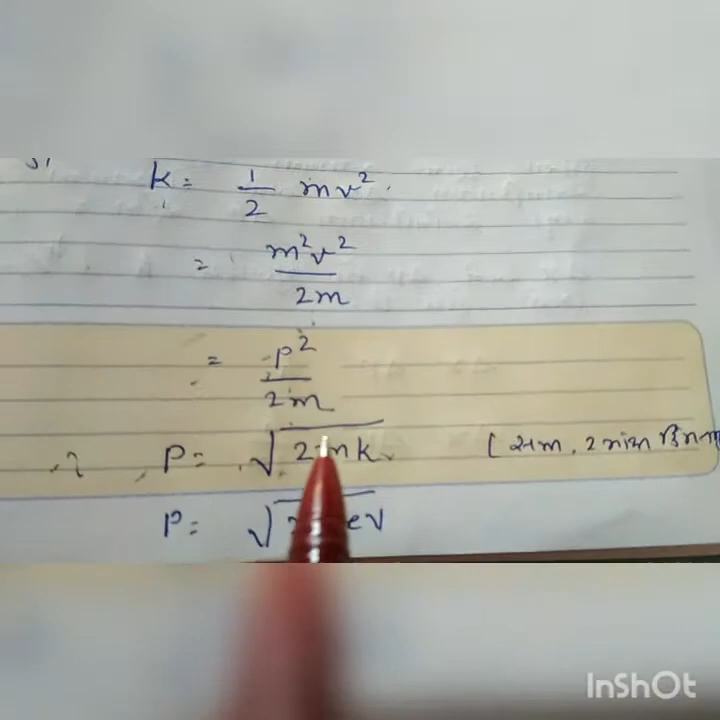 K = 1/2 mv².
= m²v²/2m
= p²/2m
∴ P = √2mk
P = √ eV
InShOt